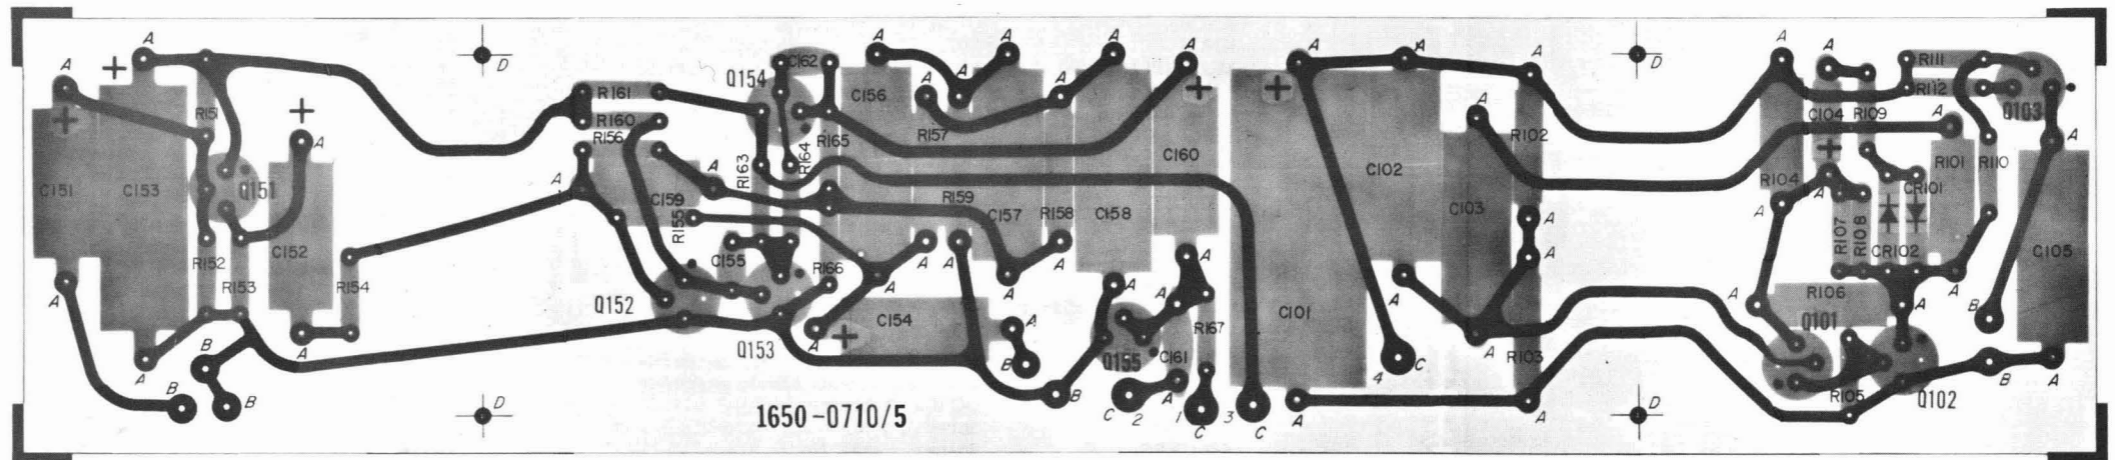 A
A
A
A
A
A
A
A
A
A
A
+
D
Q154
C162
D
R111
+
C156
+
+
R112
R161
A
A
A
C104
R109
A
Q103
+
+
R151
R160
R165
R157
R102
A
A
R156
C160
R163
R164
A
C102
+
R101
R110
C151
C153
Q151
A
C159
R159
C157
R158
C158
R104
A
CR101
C152
R155
C103
A
A
R107
R108
CR102
C105
R152
R153
R154
C155
R166
A
A
A
A
A
A
A
A
A
A
A
R106
Q152
C154
C101
A
Q101
A
B
Q153
+
A
A
Q155
R167
A
R103
A
B
B
C161
4
C
B
A
R105
Q102
B
B
1650-0710/5
D
B
C
2
A
1
C
3
C
A
A
D